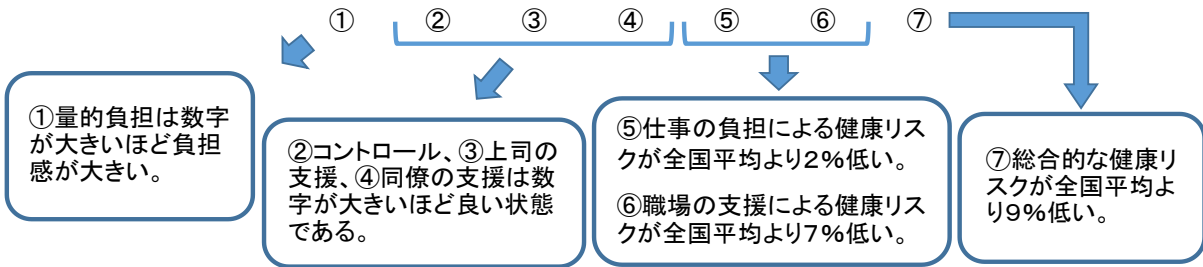 ① ② ③ ④ ⑤ ⑥ ⑦
①量的負担は数字
が大きいほど負担
感が大きい。
②コントロール、③上司の
支援、④同僚の支援は数
字が大きいほど良い状態
である。
⑤仕事の負担による健康リス
クが全国平均より2%低い。
⑥職場の支援による健康リス
クが全国平均より7%低い。
⑦総合的な健康リ
スクが全国平均よ
り9%低い。